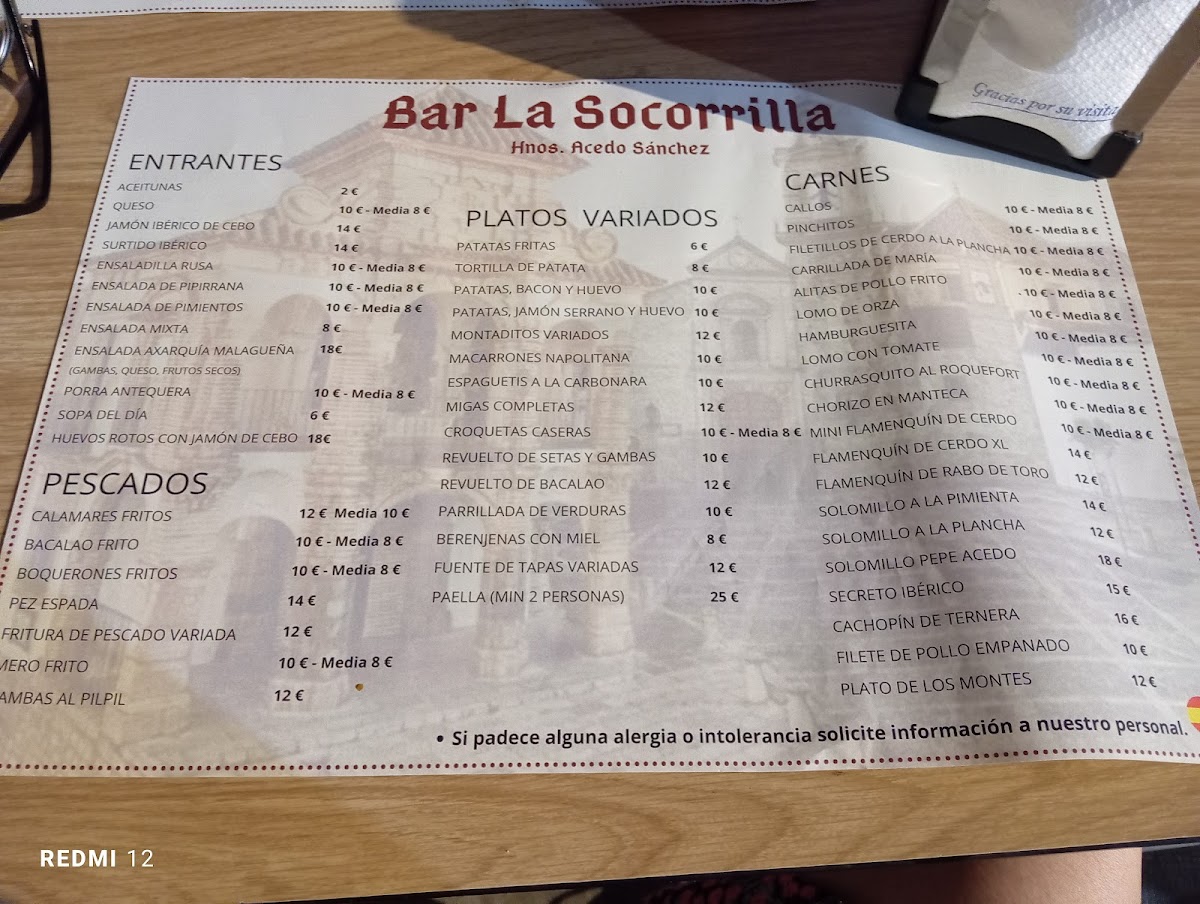 Gracias por su visita
Bar La Socorrilla
Hnos. Acedo Sánchez
ENTRANTES
ACEITUNAS 2 €
QUESO 10 € - Media 8 €
JAMÓN IBÉRICO DE CEBO 14 €
SURTIDO IBÉRICO 14 €
ENSALADILLA RUSA 10 € - Media 8 €
ENSALADA DE PIPIRRANA 10 € - Media 8 €
ENSALADA DE PIMIENTOS 10 € - Media 8 €
ENSALADA MIXTA 8 €
ENSALADA AXARQUÍA MALAGUEÑA 18€
(GAMBAS, QUESO, FRUTOS SECOS)
PORRA ANTEQUERA 10 € - Media 8 €
SOPA DEL DÍA 6 €
HUEVOS ROTOS CON JAMÓN DE CEBO 18€
PESCADOS
CALAMARES FRITOS 12 € Media 10 €
BACALAO FRITO 10 € - Media 8 €
BOQUERONES FRITOS 10 € - Media 8 €
PEZ ESPADA 14 €
FRITURA DE PESCADO VARIADA 12 €
MERO FRITO 10 € - Media 8 €
AMBAS AL PILPIL 12 €
PLATOS VARIADOS
PATATAS FRITAS 6 €
TORTILLA DE PATATA 8 €
PATATAS, BACON Y HUEVO 10 €
PATATAS, JAMÓN SERRANO Y HUEVO 10 €
MONTADITOS VARIADOS 12 €
MACARRONES NAPOLITANA 10 €
ESPAGUETIS A LA CARBONARA 10 €
MIGAS COMPLETAS 12 €
CROQUETAS CASERAS 10 € - Media 8 €
REVUELTO DE SETAS Y GAMBAS 10 €
REVUELTO DE BACALAO 12 €
PARRILLADA DE VERDURAS 10 €
BERENJENAS CON MIEL 8 €
FUENTE DE TAPAS VARIADAS 12 €
PAELLA (MIN 2 PERSONAS) 25 €
CARNES
CALLOS 10 € - Media 8 €
PINCHITOS 10 € - Media 8 €
FILETILLOS DE CERDO A LA PLANCHA 10 € - Media 8 €
CARRILLADA DE MARÍA 10 € - Media 8 €
ALITAS DE POLLO FRITO 10 € - Media 8 €
LOMO DE ORZA 10 € - Media 8 €
HAMBURGUESITA 10 € - Media 8 €
LOMO CON TOMATE 10 € - Media 8 €
CHURRASQUITO AL ROQUEFORT 10 € - Media 8 €
CHORIZO EN MANTECA 10 € - Media 8 €
MINI FLAMENQUÍN DE CERDO 10 € - Media 8 €
FLAMENQUÍN DE CERDO XL 14 €
FLAMENQUÍN DE RABO DE TORO 12 €
SOLOMILLO A LA PIMIENTA 14 €
SOLOMILLO A LA PLANCHA 12 €
SOLOMILLO PEPE ACEDO 18 €
SECRETO IBÉRICO 15 €
CACHOPÍN DE TERNERA 16 €
FILETE DE POLLO EMPANADO 10 €
PLATO DE LOS MONTES 12 €
• Si padece alguna alergia o intolerancia solicite información a nuestro personal.
REDMI 12